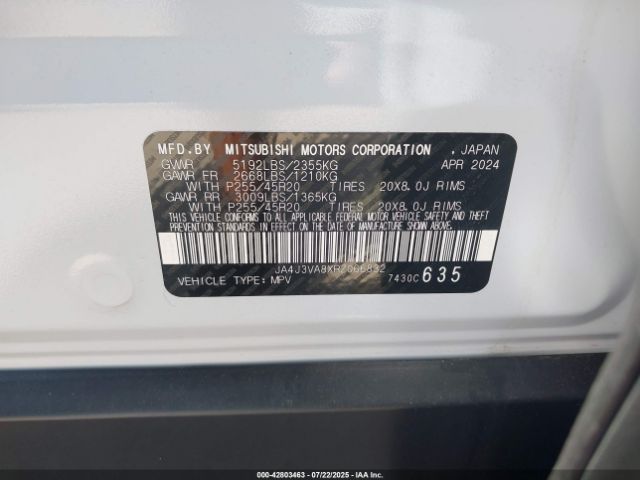 MFD.BY MITSUBISHI MOTORS CORPORATION , JAPAN
GVWR 5192LBS/2355KG APR 2024
GAWR FR 2668LBS/1210KG
WITH P255/45R20 TIRES 20X8.0J RIMS
GAWR RR 3009LBS/1365KG
WITH P255/45R20 TIRES 20X8.0J RIMS
THIS VEHICLE CONFORMS TO ALL APPLICABLE FEDERAL MOTOR VEHICLE SAFETY AND THEFT
PREVENTION STANDARDS IN EFFECT ON THE DATE OF MANUFACTURE SHOWN ABOVE.
VEHICLE TYPE: MPV 7430C 635
000-42803463 - 07/22/2025 - IAAI.COM